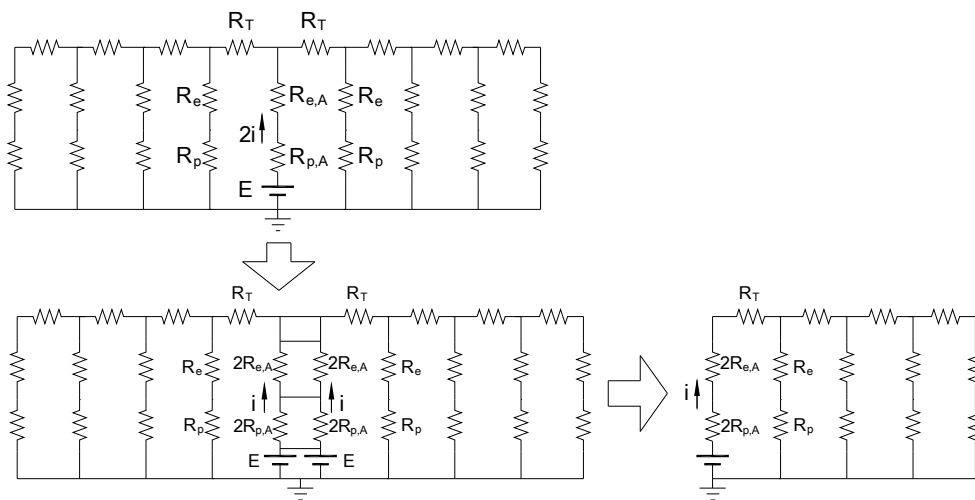 R_T R_T
R_e R_e,A R_e
2i
R_p R_p,A R_p
E
R_T R_T R_T
R_e 2R_e,A 2R_e,A R_e 2R_e,A R_e
i i i
R_p 2R_p,A 2R_p,A R_p 2R_p,A R_p
E E